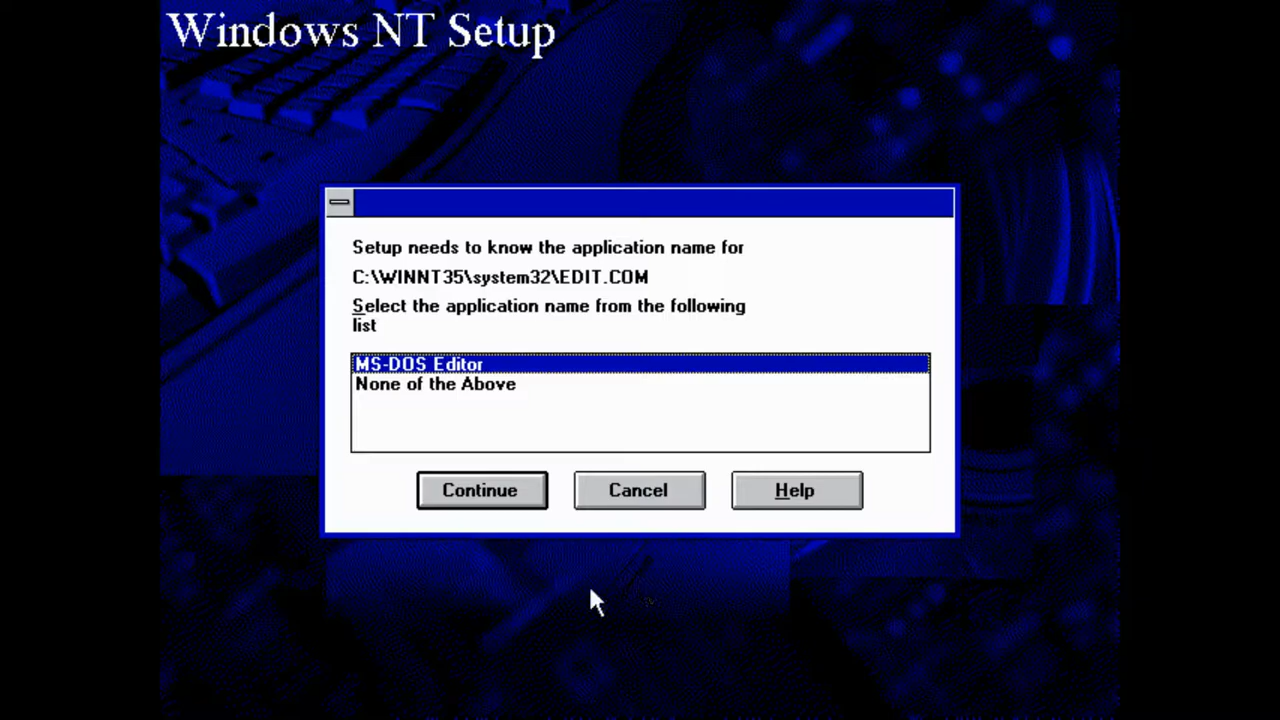 Windows NT Setup
Setup needs to know the application name for
C:\WINNT35\system32\EDIT.COM
Select the application name from the following
list
MS-DOS Editor
None of the Above
Continue
Cancel
Help